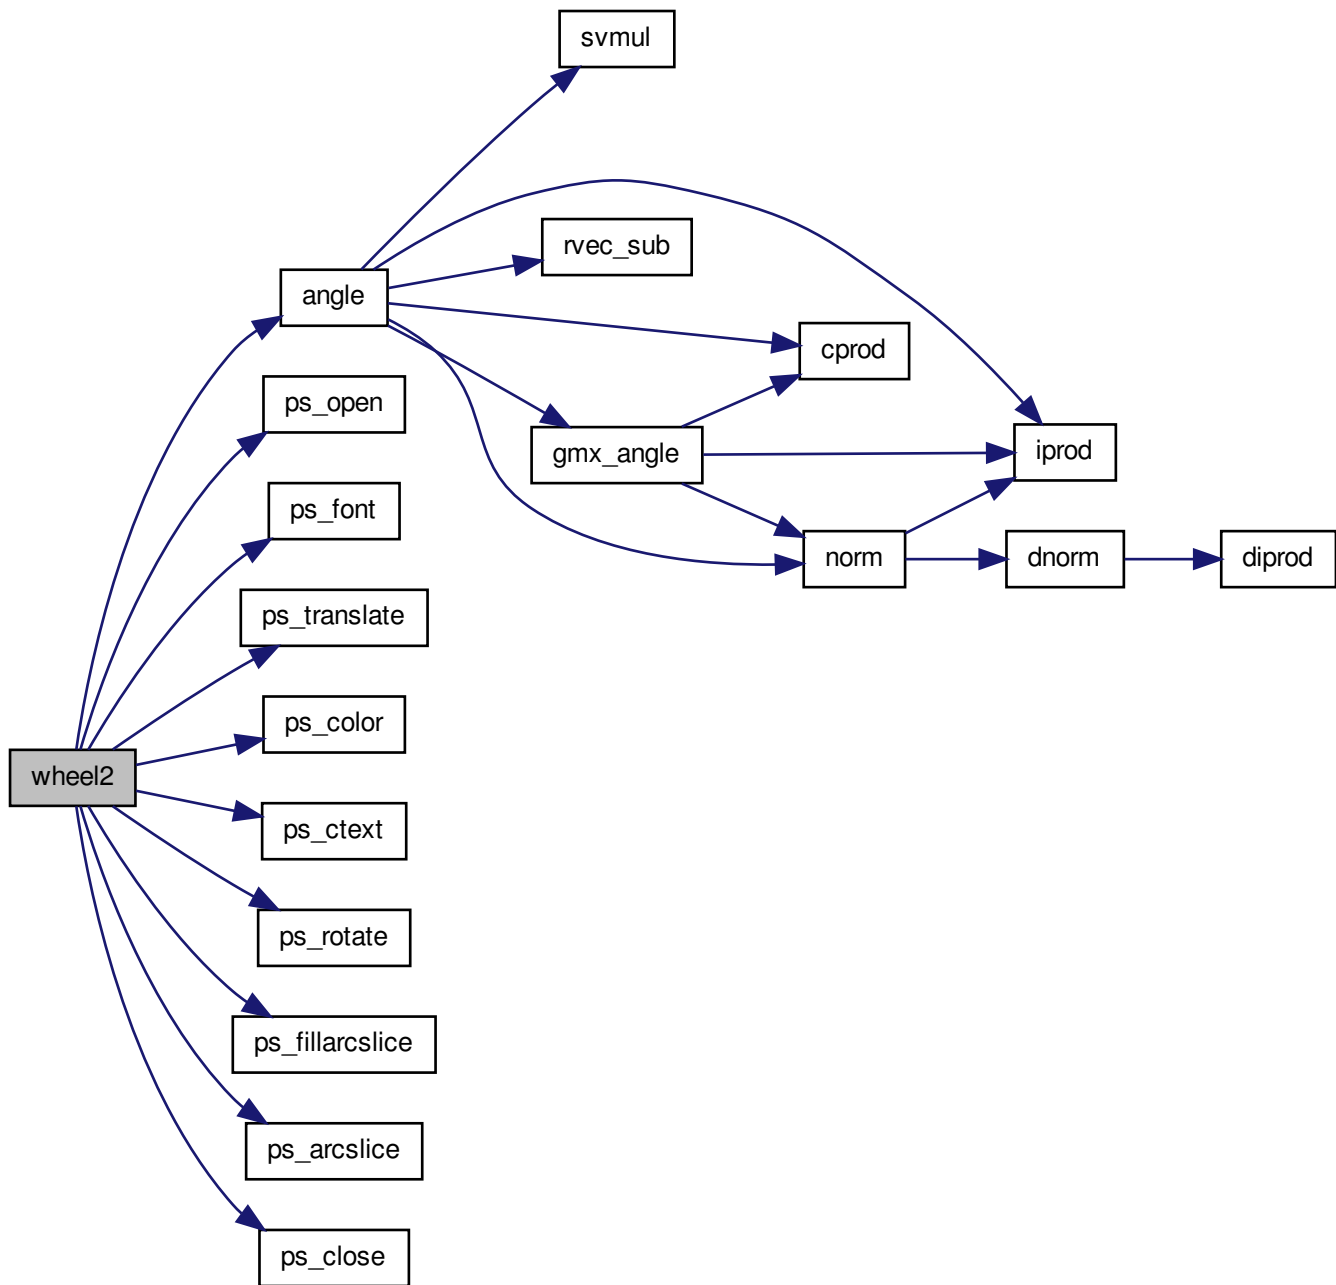 svmul
rvec_sub
angle
cprod
ps_open
gmx_angle
iprod
ps_font
norm
dnorm
diprod
ps_translate
ps_color
wheel2
ps_ctext
ps_rotate
ps_fillarcslice
ps_arcslice
ps_close